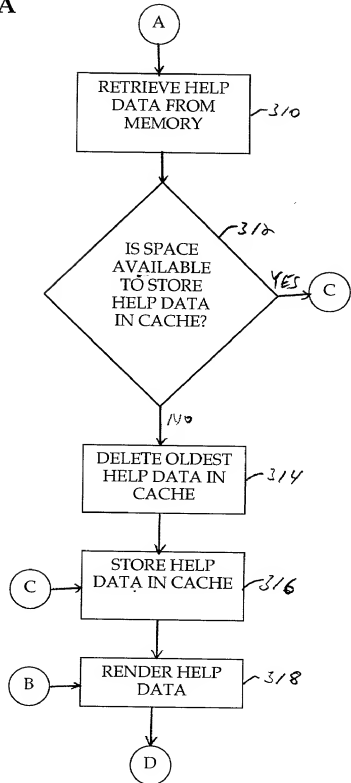 A
A
RETRIEVE HELP
DATA FROM
MEMORY
310
312
IS SPACE
AVAILABLE
TO STORE
HELP DATA
IN CACHE?
YES
C
NO
DELETE OLDEST
HELP DATA IN
CACHE
314
C
STORE HELP
DATA IN CACHE
316
B
RENDER HELP
DATA
318
D